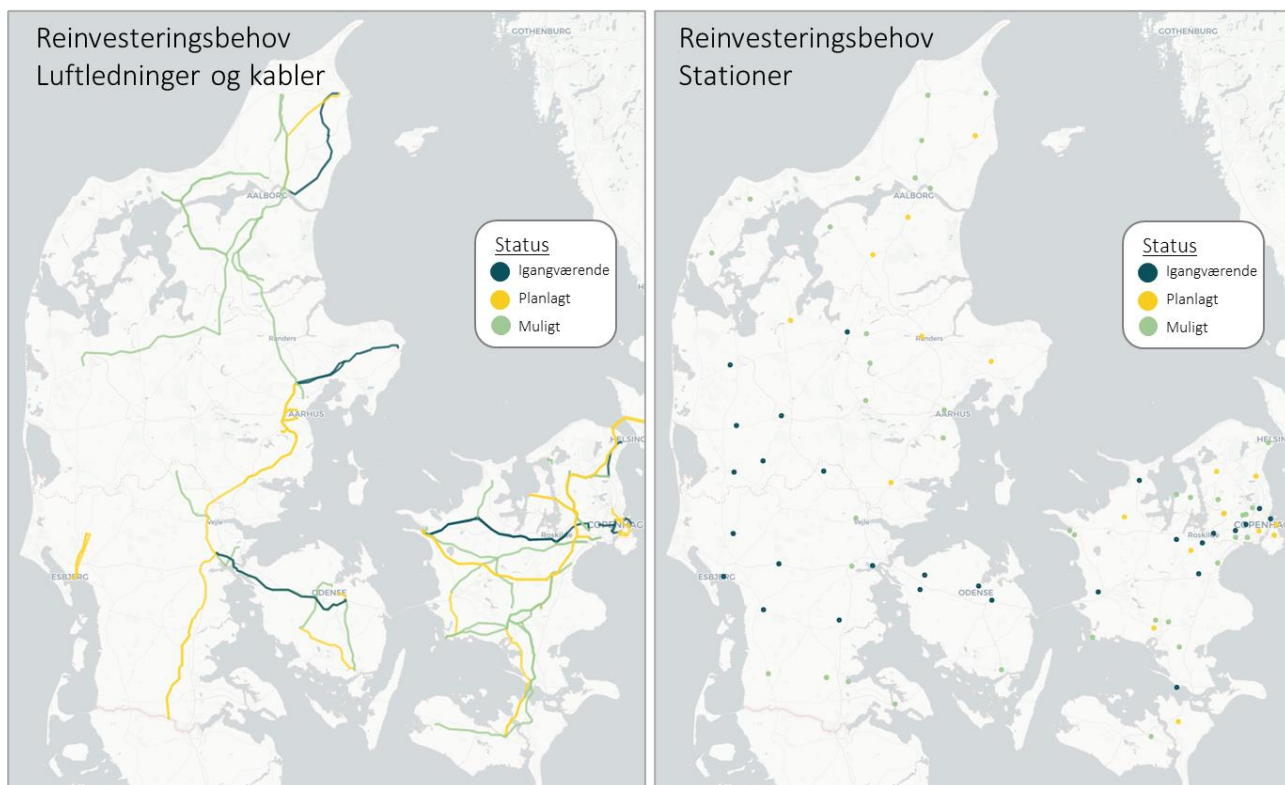 Reinvesteringsbehov
Luftledninger og kabler
GOTHENBURG
AALBORG
Status
Igangværende
Planlagt
Muligt
Randers
AARHUS
HELSING
Vejle
COPENHAG
Roskilde
ESBJERG
ODENSE
Reinvesteringsbehov
Stationer
GOTHENBURG
AALBORG
Status
Igangværende
Planlagt
Muligt
Randers
AARHUS
HELSIN
Vejle
COPENHAG
Roskilde
ESBJERG
ODENSE